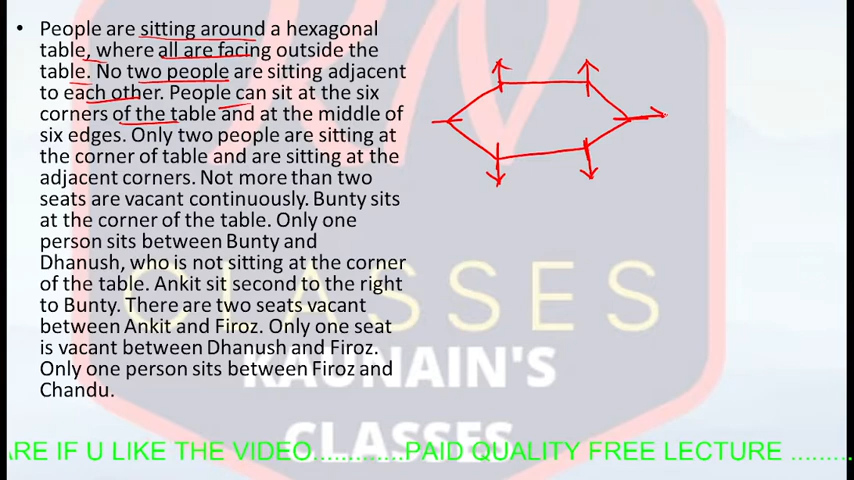 • People are sitting around a hexagonal
table, where all are facing outside the
table. No two people are sitting adjacent
to each other. People can sit at the six
corners of the table and at the middle of
six edges. Only two people are sitting at
the corner of table and are sitting at the
adjacent corners. Not more than two
seats are vacant continuously. Bunty sits
at the corner of the table. Only one
person sits between Bunty and
Dhanush, who is not sitting at the corner
of the table. Ankit sit second to the right
to Bunty. There are two seats vacant
between Ankit and Firoz. Only one seat
is vacant between Dhanush and Firoz.
Only one person sits between Firoz and
Chandu.
CLASSES
KAUNAIN'S
CLASSES
ARE IF U LIKE THE VIDEO............PAID QUALITY FREE LECTURE .........